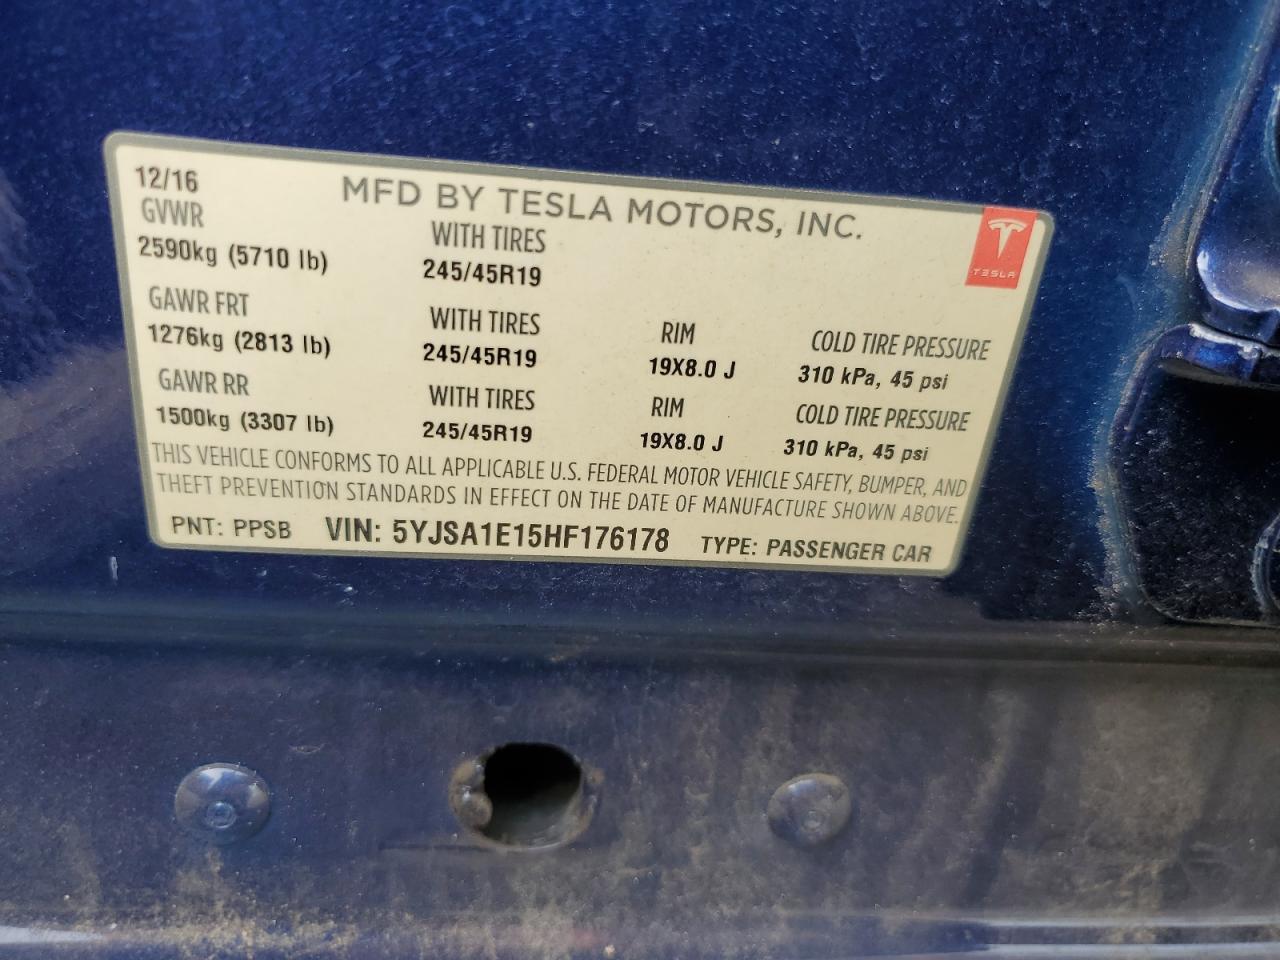 12/16
MFD BY TESLA MOTORS, INC.
TESLA
GVWR
WITH TIRES
2590kg (5710 lb)
245/45R19
GAWR FRT
WITH TIRES
RIM
COLD TIRE PRESSURE
1276kg (2813 lb)
245/45R19
19X8.0 J
310 kPa, 45 psi
GAWR RR
WITH TIRES
RIM
COLD TIRE PRESSURE
1500kg (3307 lb)
245/45R19
19X8.0 J
310 kPa, 45 psi
THIS VEHICLE CONFORMS TO ALL APPLICABLE U.S. FEDERAL MOTOR VEHICLE SAFETY, BUMPER, AND
THEFT PREVENTION STANDARDS IN EFFECT ON THE DATE OF MANUFACTURE SHOWN ABOVE.
PNT: PPSB VIN: 5YJSA1E15HF176178 TYPE: PASSENGER CAR